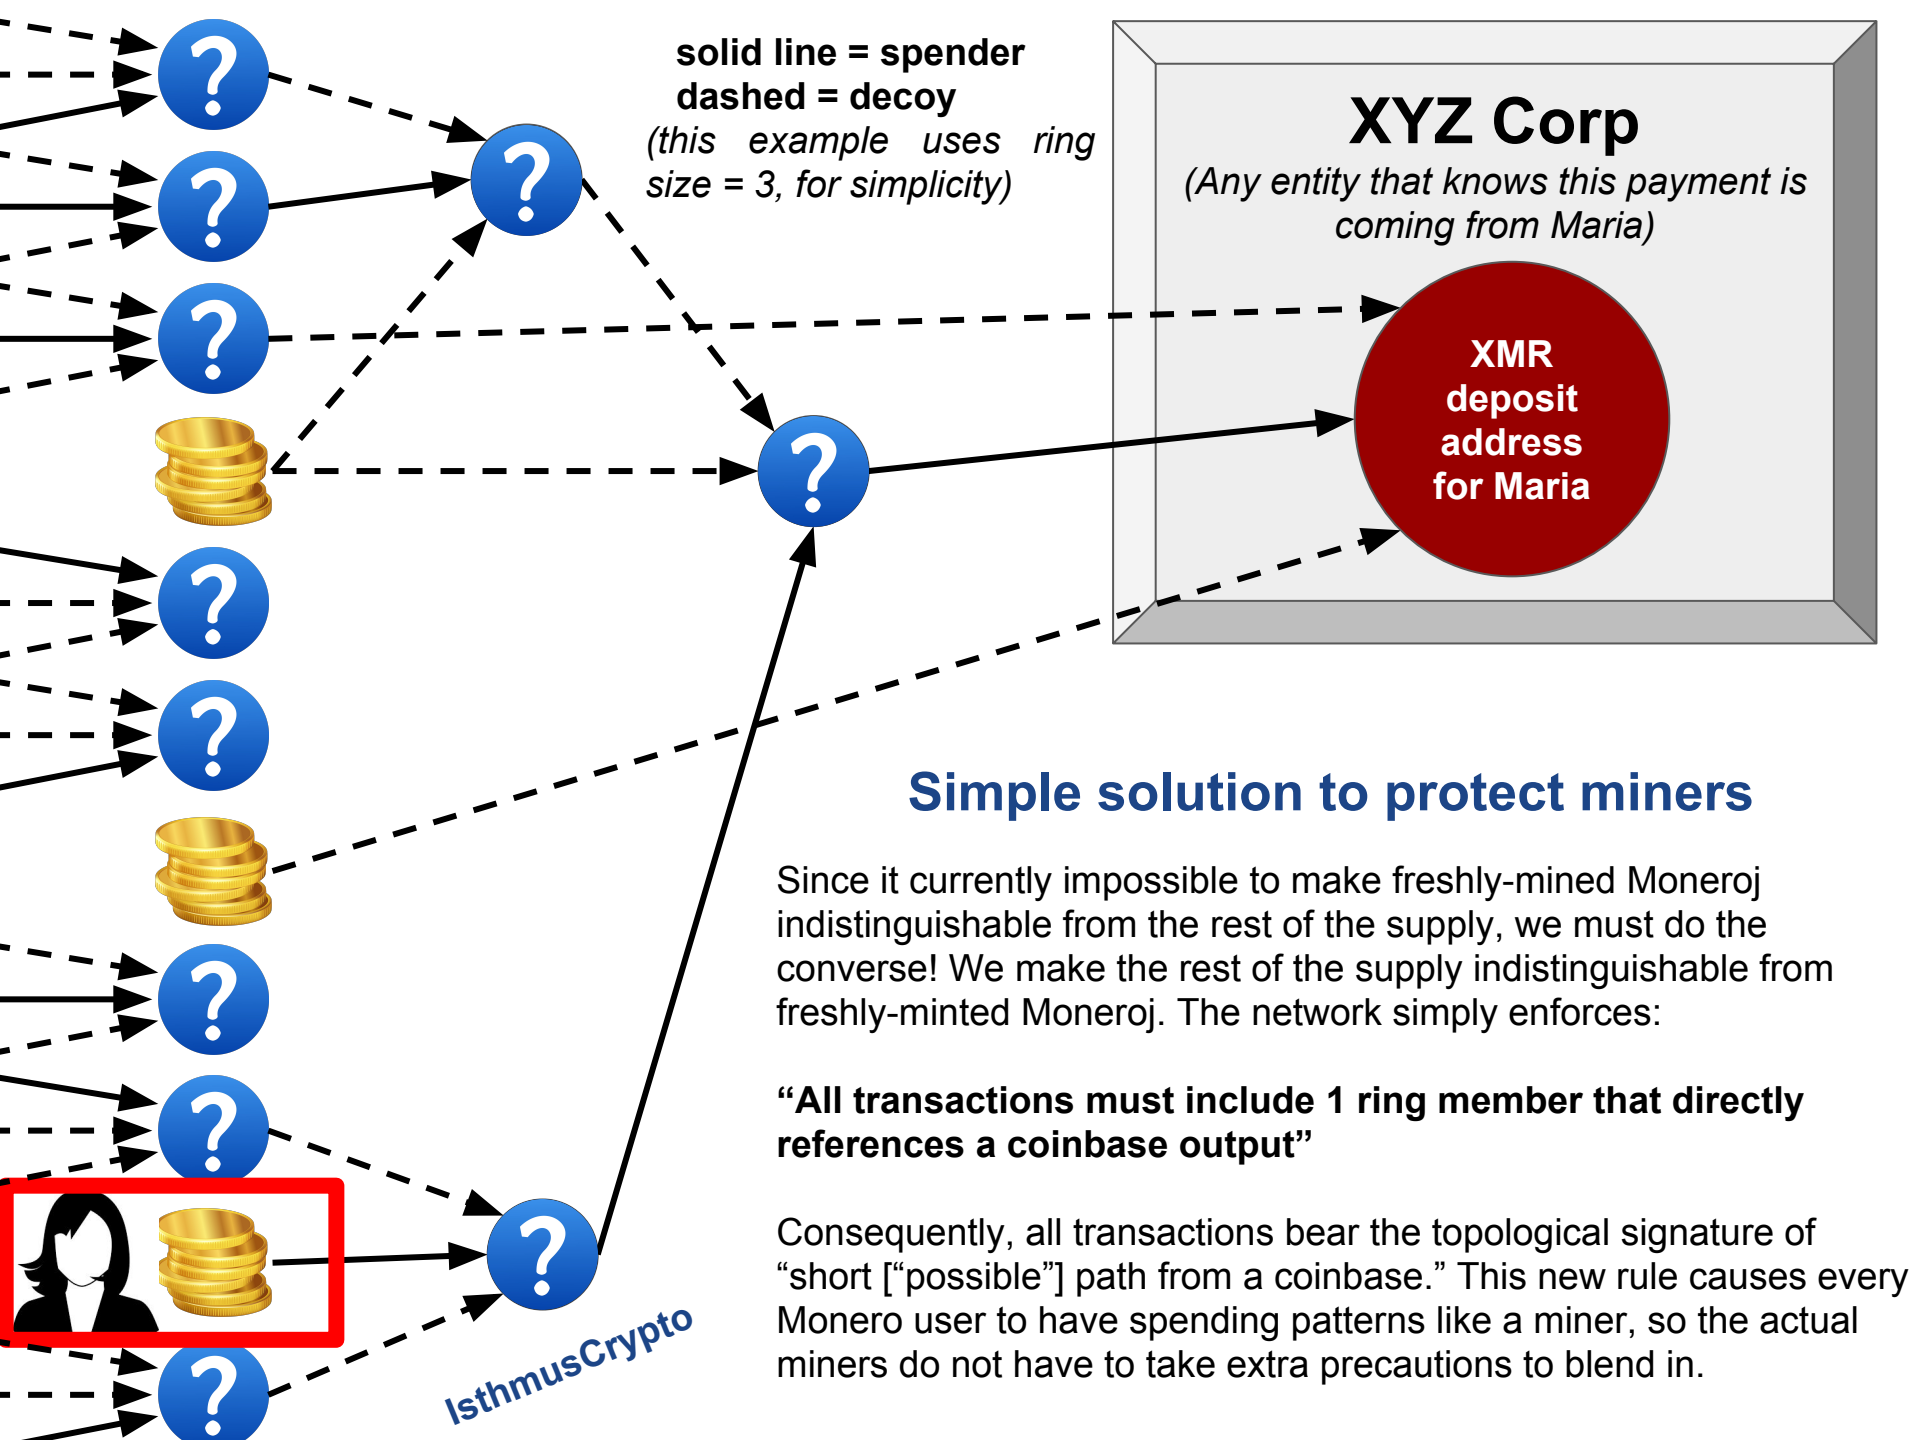 solid line = spender
dashed = decoy
(this example uses ring
size = 3, for simplicity)
XYZ Corp
(Any entity that knows this payment is
coming from Maria)
XMR
deposit
address
for Maria
Simple solution to protect miners
Since it currently impossible to make freshly-mined Moneroj
indistinguishable from the rest of the supply, we must do the
converse! We make the rest of the supply indistinguishable from
freshly-minted Moneroj. The network simply enforces:
“All transactions must include 1 ring member that directly
references a coinbase output”
Consequently, all transactions bear the topological signature of
“short [“possible”] path from a coinbase.” This new rule causes every
Monero user to have spending patterns like a miner, so the actual
miners do not have to take extra precautions to blend in.
IsthmusCrypto
? 
?
?
?
?
?
?
?
?
?
?
?